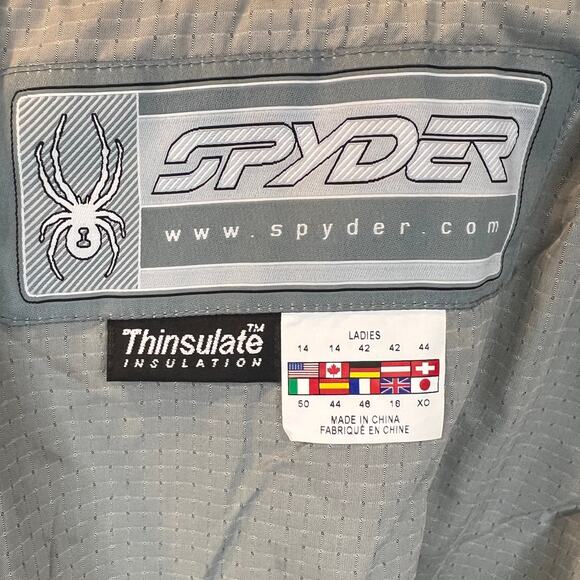 SPYDER
www.spyder.com
Thinsulate™
INSULATION
LADIES
14 14 42 42 44
50 44 46 16 XO
MADE IN CHINA
FABRIQUÉ EN CHINE